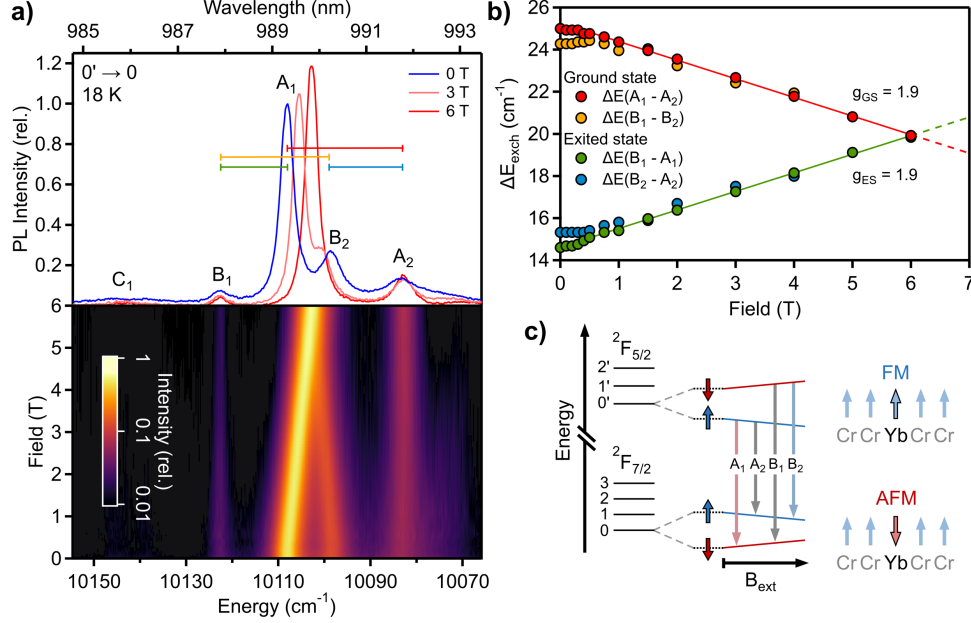 a)
Wavelength (nm)
985 987 989 991 993
0' → 0
18 K
A₁
0 T
3 T
6 T
PL Intensity (rel.)
1.2
1.0
0.8
0.6
0.4
0.2
C₁
B₁
B₂
A₂
6
5
4
3
2
1
0
Field (T)
1
0.1
0.01
Intensity (rel.)
10150 10130 10110 10090 10070
Energy (cm⁻¹)
b)
26
24
22
20
18
16
14
ΔE_exch (cm⁻¹)
Ground state
ΔE(A₁ - A₂)
ΔE(B₁ - B₂)
Exited state
ΔE(B₁ - A₁)
ΔE(B₂ - A₂)
g_GS = 1.9
g_ES = 1.9
0 1 2 3 4 5 6 7
Field (T)
c)
Energy
²F₅/₂
2'
1'
0'
²F₇/₂
3
2
1
0
A₁ A₂ B₁ B₂
B_ext
FM
Cr Cr Yb Cr Cr
AFM
Cr Cr Yb Cr Cr